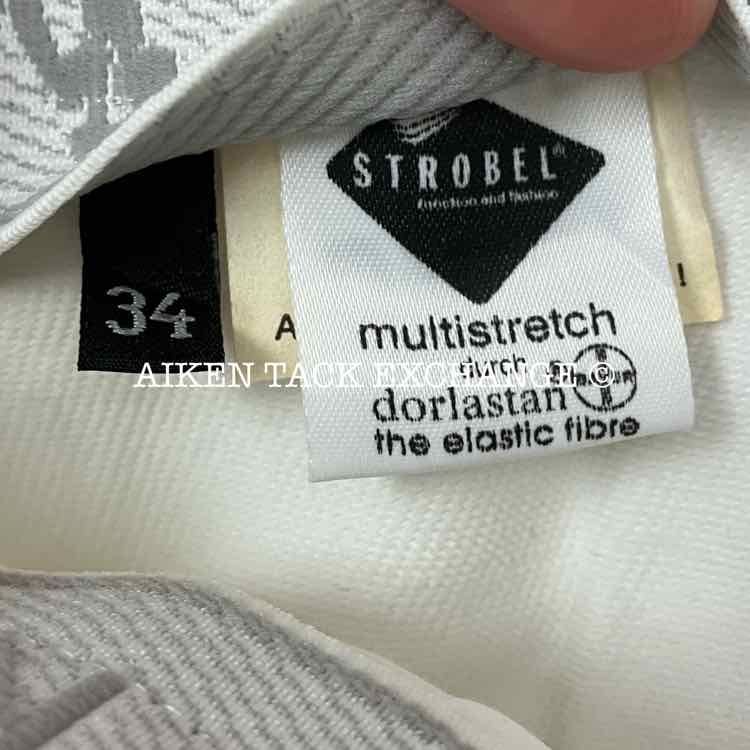 STROBEL®
function and fashion
34
A
!
multistretch
durch
AIKEN TACK EXCHANGE ©
dorlastan
the elastic fibre